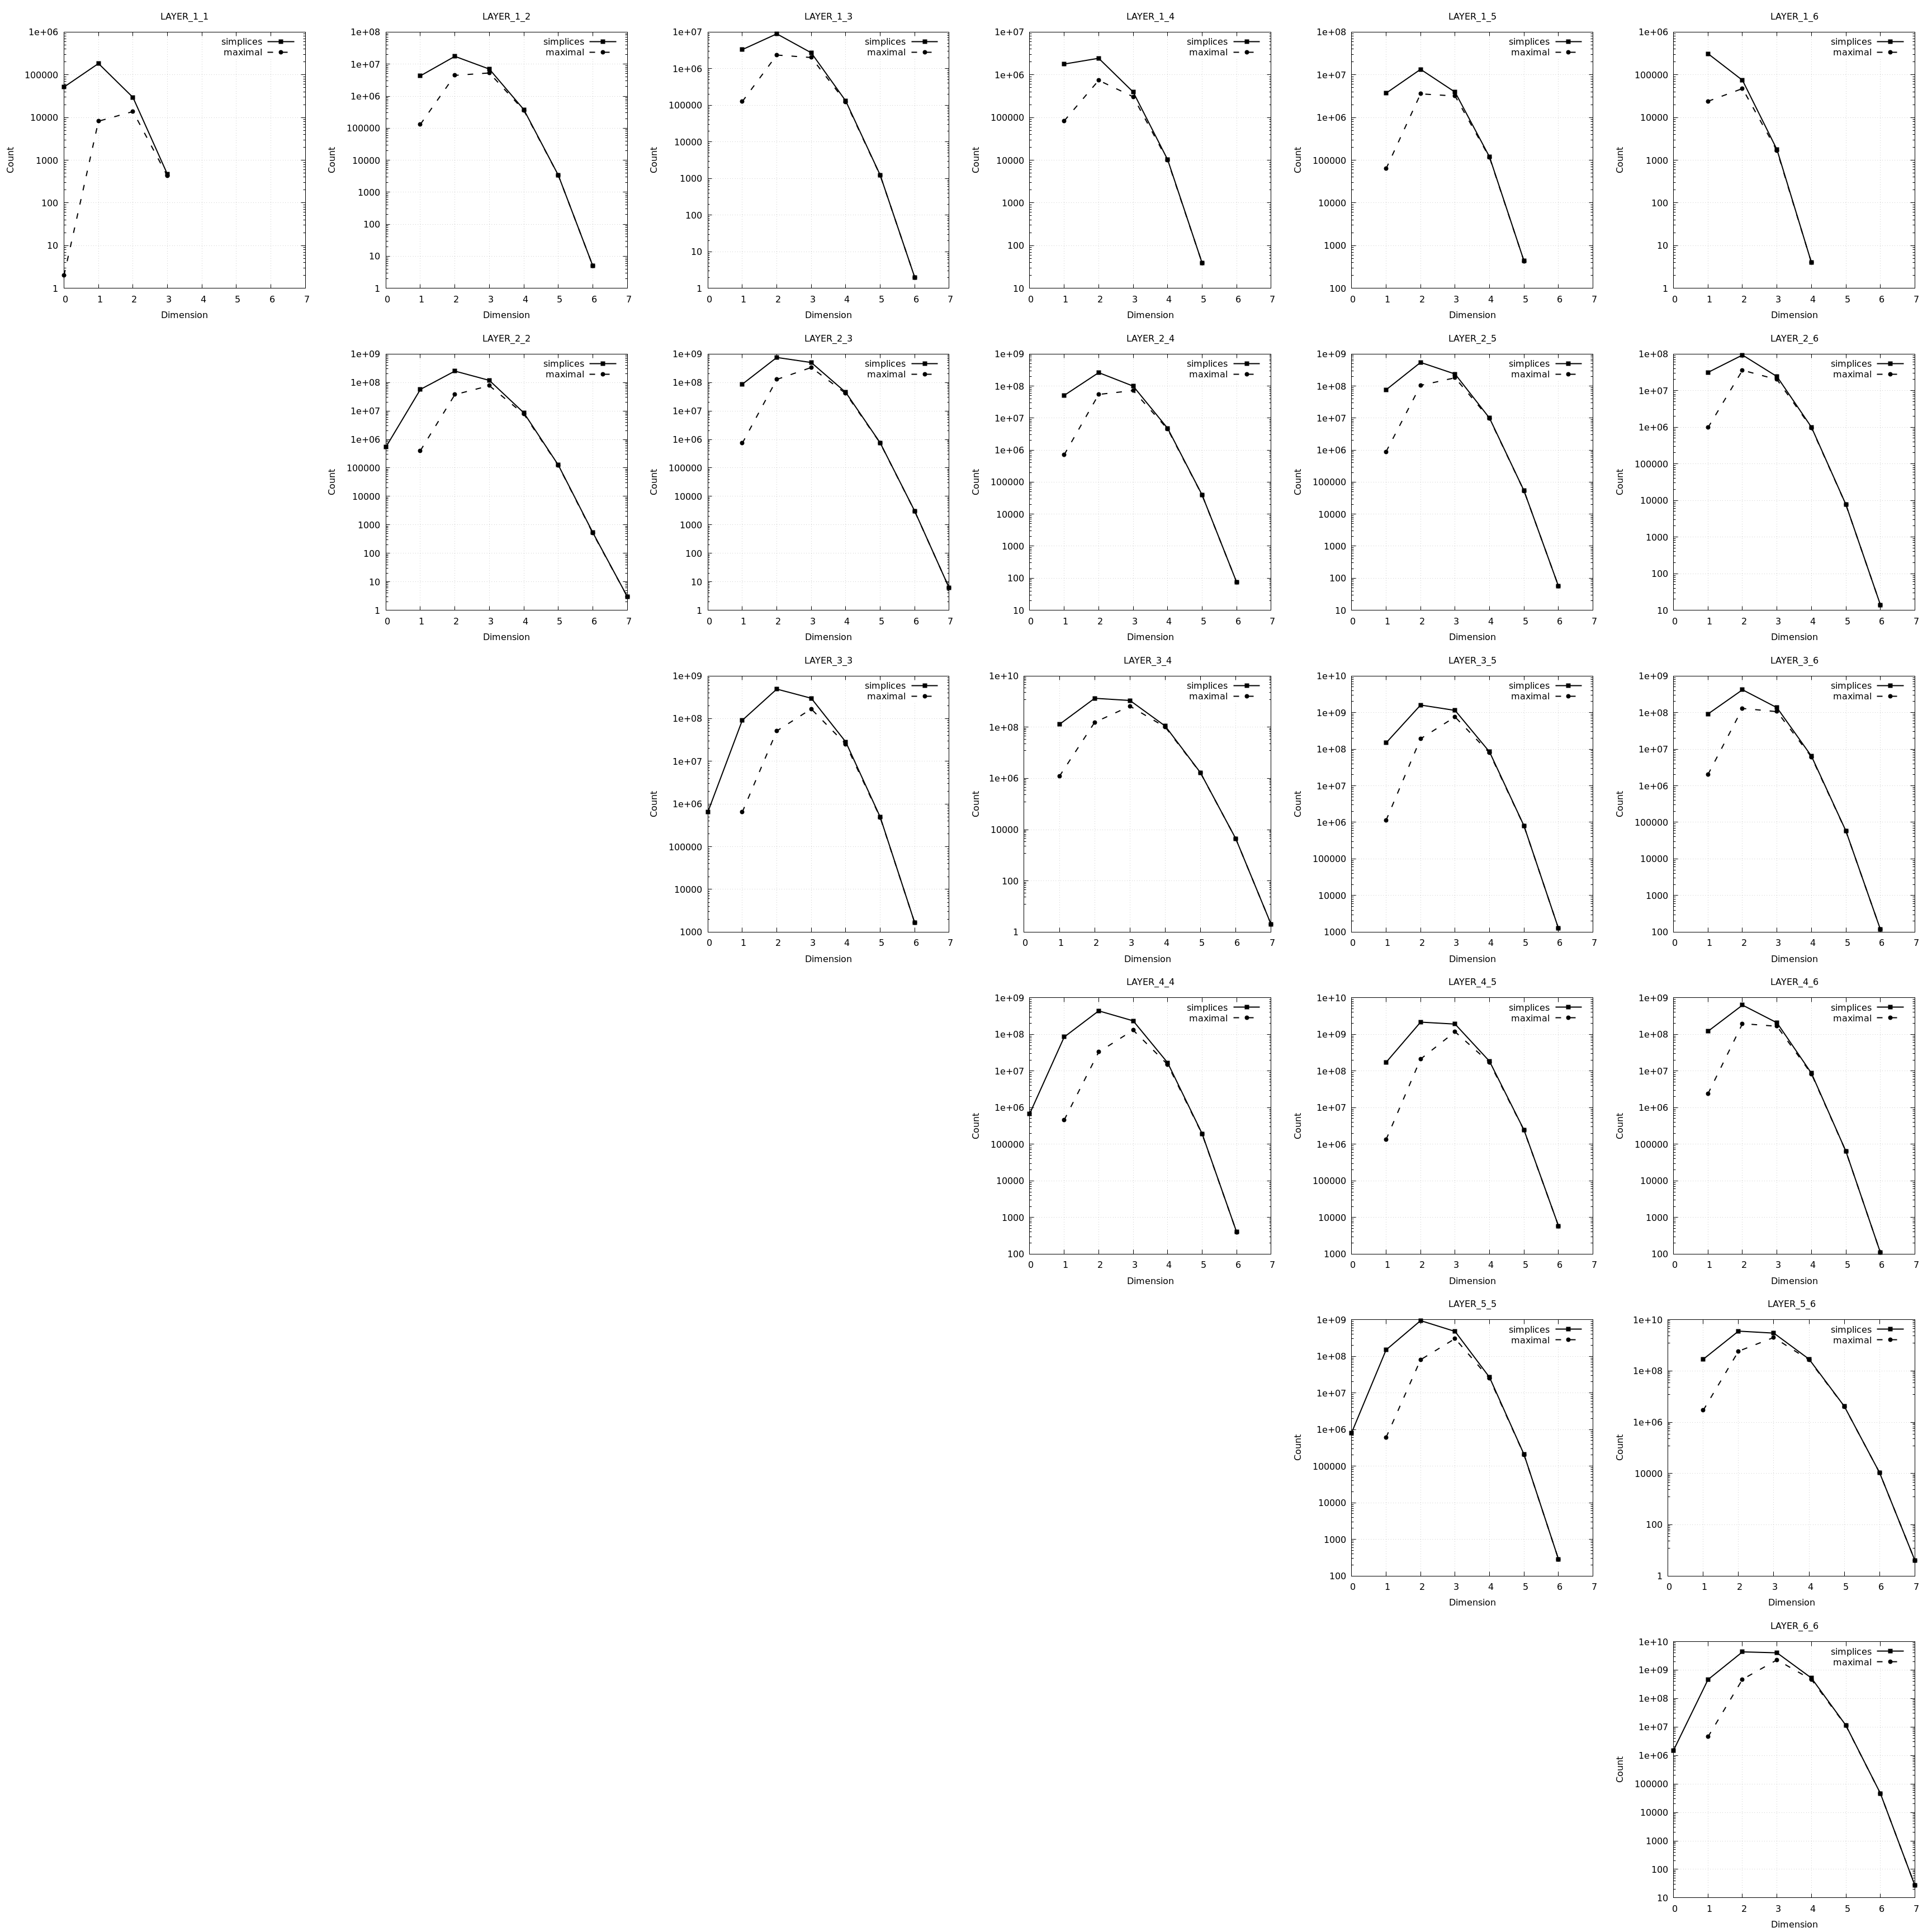 LAYER_1_1
simplices
maximal
1e+06
100000
10000
1000
100
10
1
Count
0 1 2 3 4 5 6 7
Dimension
LAYER_1_2
simplices
maximal
1e+08
1e+07
1e+06
100000
10000
1000
100
10
1
Count
0 1 2 3 4 5 6 7
Dimension
LAYER_1_3
simplices
maximal
1e+07
1e+06
100000
10000
1000
100
10
1
Count
0 1 2 3 4 5 6 7
Dimension
LAYER_1_4
simplices
maximal
1e+07
1e+06
100000
10000
1000
100
10
Count
0 1 2 3 4 5 6 7
Dimension
LAYER_1_5
simplices
maximal
1e+08
1e+07
1e+06
100000
10000
1000
100
Count
0 1 2 3 4 5 6 7
Dimension
LAYER_1_6
simplices
maximal
1e+06
100000
10000
1000
100
10
1
Count
0 1 2 3 4 5 6 7
Dimension
LAYER_2_2
simplices
maximal
1e+09
1e+08
1e+07
1e+06
100000
10000
1000
100
10
1
Count
0 1 2 3 4 5 6 7
Dimension
LAYER_2_3
simplices
maximal
1e+09
1e+08
1e+07
1e+06
100000
10000
1000
100
10
1
Count
0 1 2 3 4 5 6 7
Dimension
LAYER_2_4
simplices
maximal
1e+09
1e+08
1e+07
1e+06
100000
10000
1000
100
10
Count
0 1 2 3 4 5 6 7
Dimension
LAYER_2_5
simplices
maximal
1e+09
1e+08
1e+07
1e+06
100000
10000
1000
100
10
Count
0 1 2 3 4 5 6 7
Dimension
LAYER_2_6
simplices
maximal
1e+08
1e+07
1e+06
100000
10000
1000
100
10
Count
0 1 2 3 4 5 6 7
Dimension
LAYER_3_3
simplices
maximal
1e+09
1e+08
1e+07
1e+06
100000
10000
1000
Count
0 1 2 3 4 5 6 7
Dimension
LAYER_3_4
simplices
maximal
1e+10
1e+08
1e+06
10000
100
1
Count
0 1 2 3 4 5 6 7
Dimension
LAYER_3_5
simplices
maximal
1e+10
1e+09
1e+08
1e+07
1e+06
100000
10000
1000
Count
0 1 2 3 4 5 6 7
Dimension
LAYER_3_6
simplices
maximal
1e+09
1e+08
1e+07
1e+06
100000
10000
1000
100
Count
0 1 2 3 4 5 6 7
Dimension
LAYER_4_4
simplices
maximal
1e+09
1e+08
1e+07
1e+06
100000
10000
1000
100
Count
0 1 2 3 4 5 6 7
Dimension
LAYER_4_5
simplices
maximal
1e+10
1e+09
1e+08
1e+07
1e+06
100000
10000
1000
Count
0 1 2 3 4 5 6 7
Dimension
LAYER_4_6
simplices
maximal
1e+09
1e+08
1e+07
1e+06
100000
10000
1000
100
Count
0 1 2 3 4 5 6 7
Dimension
LAYER_5_5
simplices
maximal
1e+09
1e+08
1e+07
1e+06
100000
10000
1000
100
Count
0 1 2 3 4 5 6 7
Dimension
LAYER_5_6
simplices
maximal
1e+10
1e+08
1e+06
10000
100
1
Count
0 1 2 3 4 5 6 7
Dimension
LAYER_6_6
simplices
maximal
1e+10
1e+09
1e+08
1e+07
1e+06
100000
10000
1000
100
10
Count
0 1 2 3 4 5 6 7
Dimension